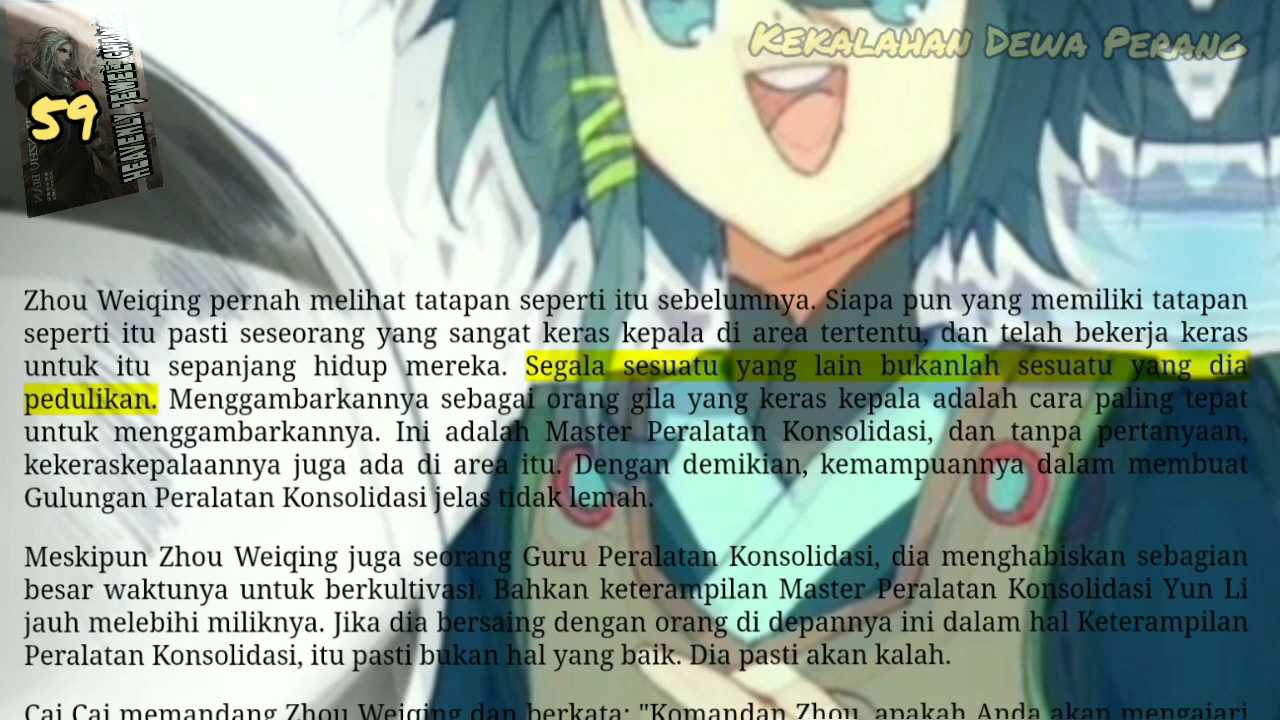 Kekalahan Dewa Perang
59
HEAVENLY JEWEL CHANGE
Zhou Weiqing pernah melihat tatapan seperti itu sebelumnya. Siapa pun yang memiliki tatapan
seperti itu pasti seseorang yang sangat keras kepala di area tertentu, dan telah bekerja keras
untuk itu sepanjang hidup mereka. Segala sesuatu yang lain bukanlah sesuatu yang dia
pedulikan. Menggambarkannya sebagai orang gila yang keras kepala adalah cara paling tepat
untuk menggambarkannya. Ini adalah Master Peralatan Konsolidasi, dan tanpa pertanyaan,
kekeraskepalaannya juga ada di area itu. Dengan demikian, kemampuannya dalam membuat
Gulungan Peralatan Konsolidasi jelas tidak lemah.
Meskipun Zhou Weiqing juga seorang Guru Peralatan Konsolidasi, dia menghabiskan sebagian
besar waktunya untuk berkultivasi. Bahkan keterampilan Master Peralatan Konsolidasi Yun Li
jauh melebihi miliknya. Jika dia bersaing dengan orang di depannya ini dalam hal Keterampilan
Peralatan Konsolidasi, itu pasti bukan hal yang baik. Dia pasti akan kalah.
Cai Cai memandang Zhou Weiqing dan berkata: "Komandan Zhou, apakah Anda akan mengajari